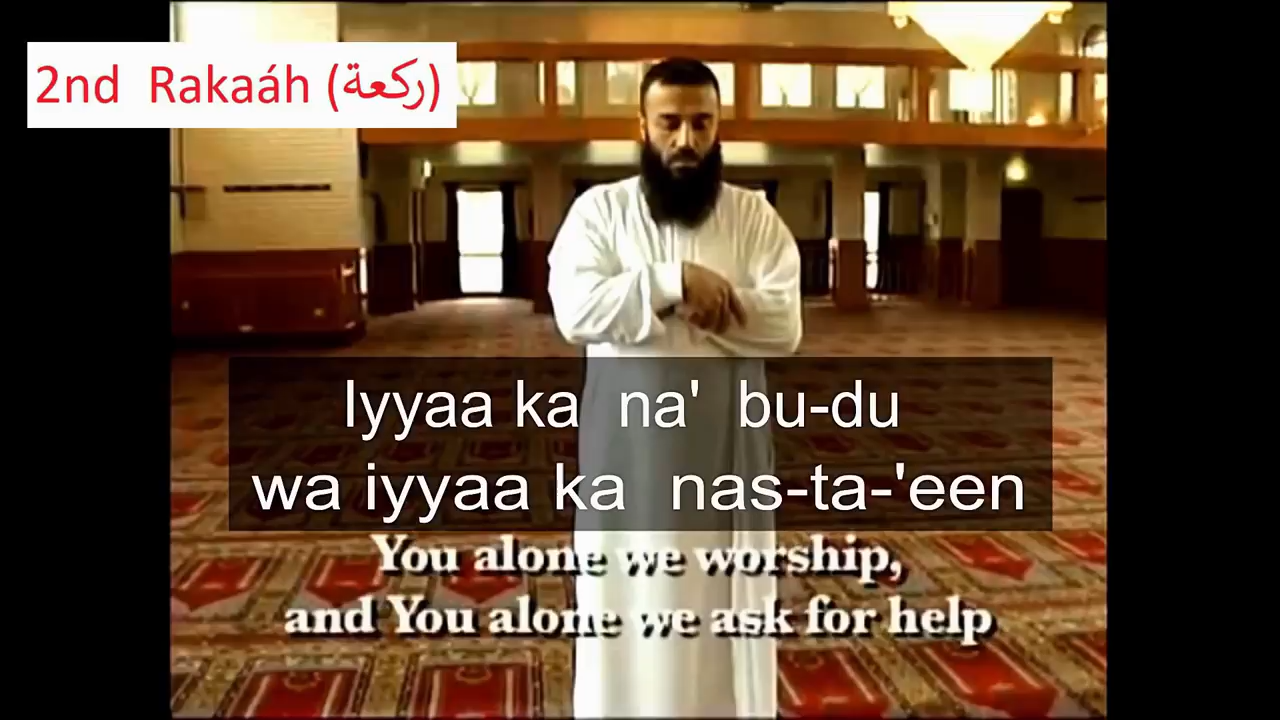 2nd Rakaáh (ركعة)
Iyyaa ka na' bu-du
wa iyyaa ka nas-ta-'een
You alone we worship,
and You alone we ask for help